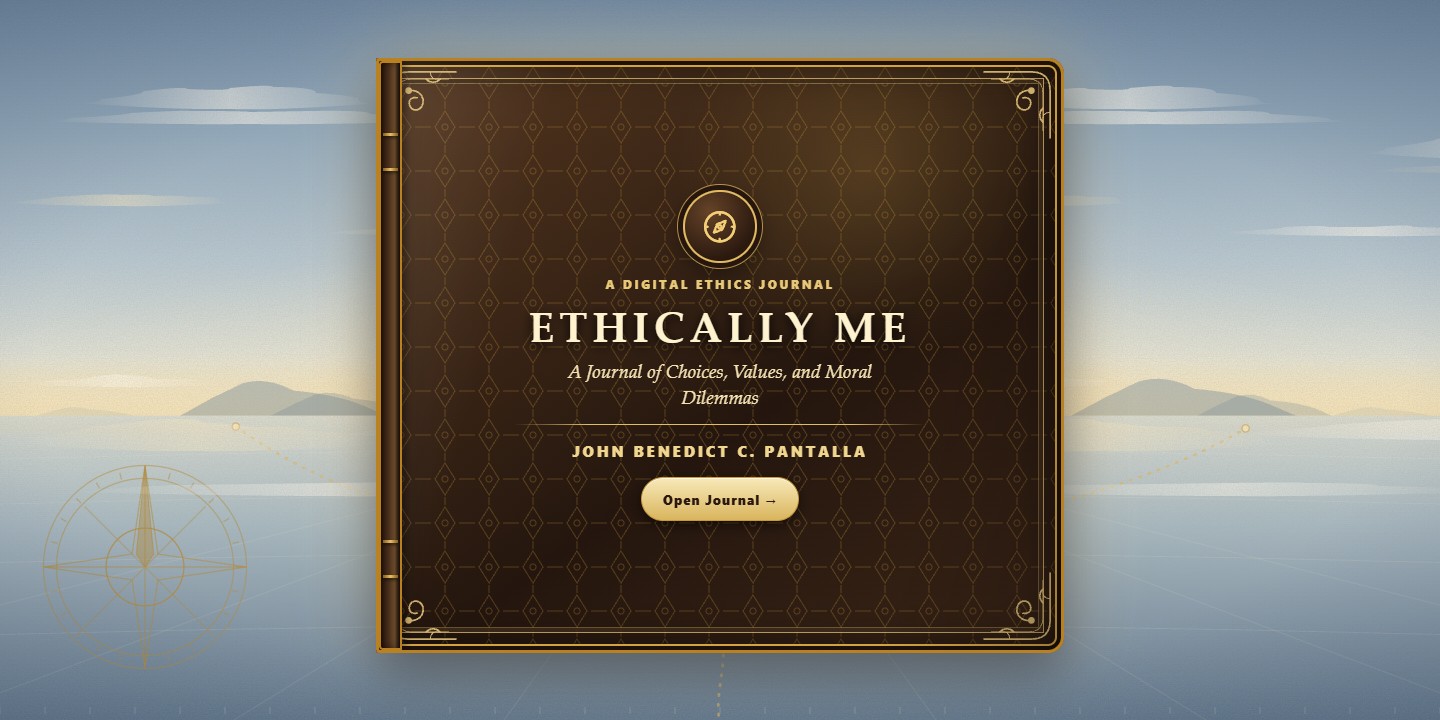 A DIGITAL ETHICS JOURNAL
ETHICALLY ME
A Journal of Choices, Values, and Moral
Dilemmas
JOHN BENEDICT C. PANTALLA
Open Journal →